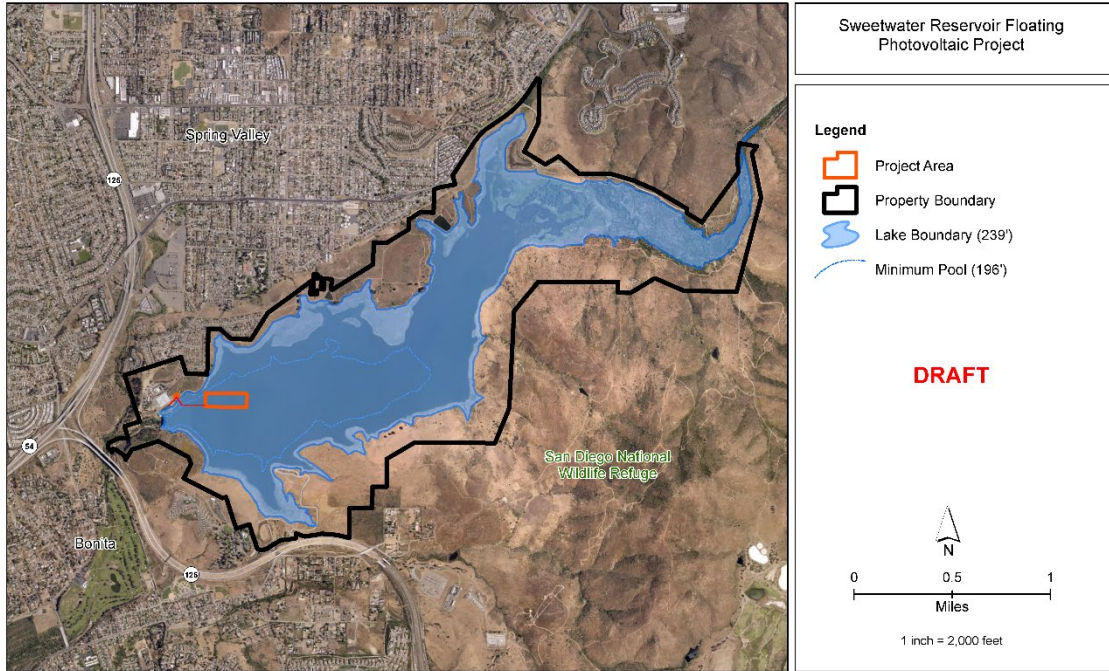 Sweetwater Reservoir Floating
Photovoltaic Project
Legend
Project Area
Property Boundary
Lake Boundary (239')
Minimum Pool (196')
DRAFT
N
0 0.5 1
Miles
1 inch = 2,000 feet
Spring Valley
125
54
San Diego National
Wildlife Refuge
Bonita
125